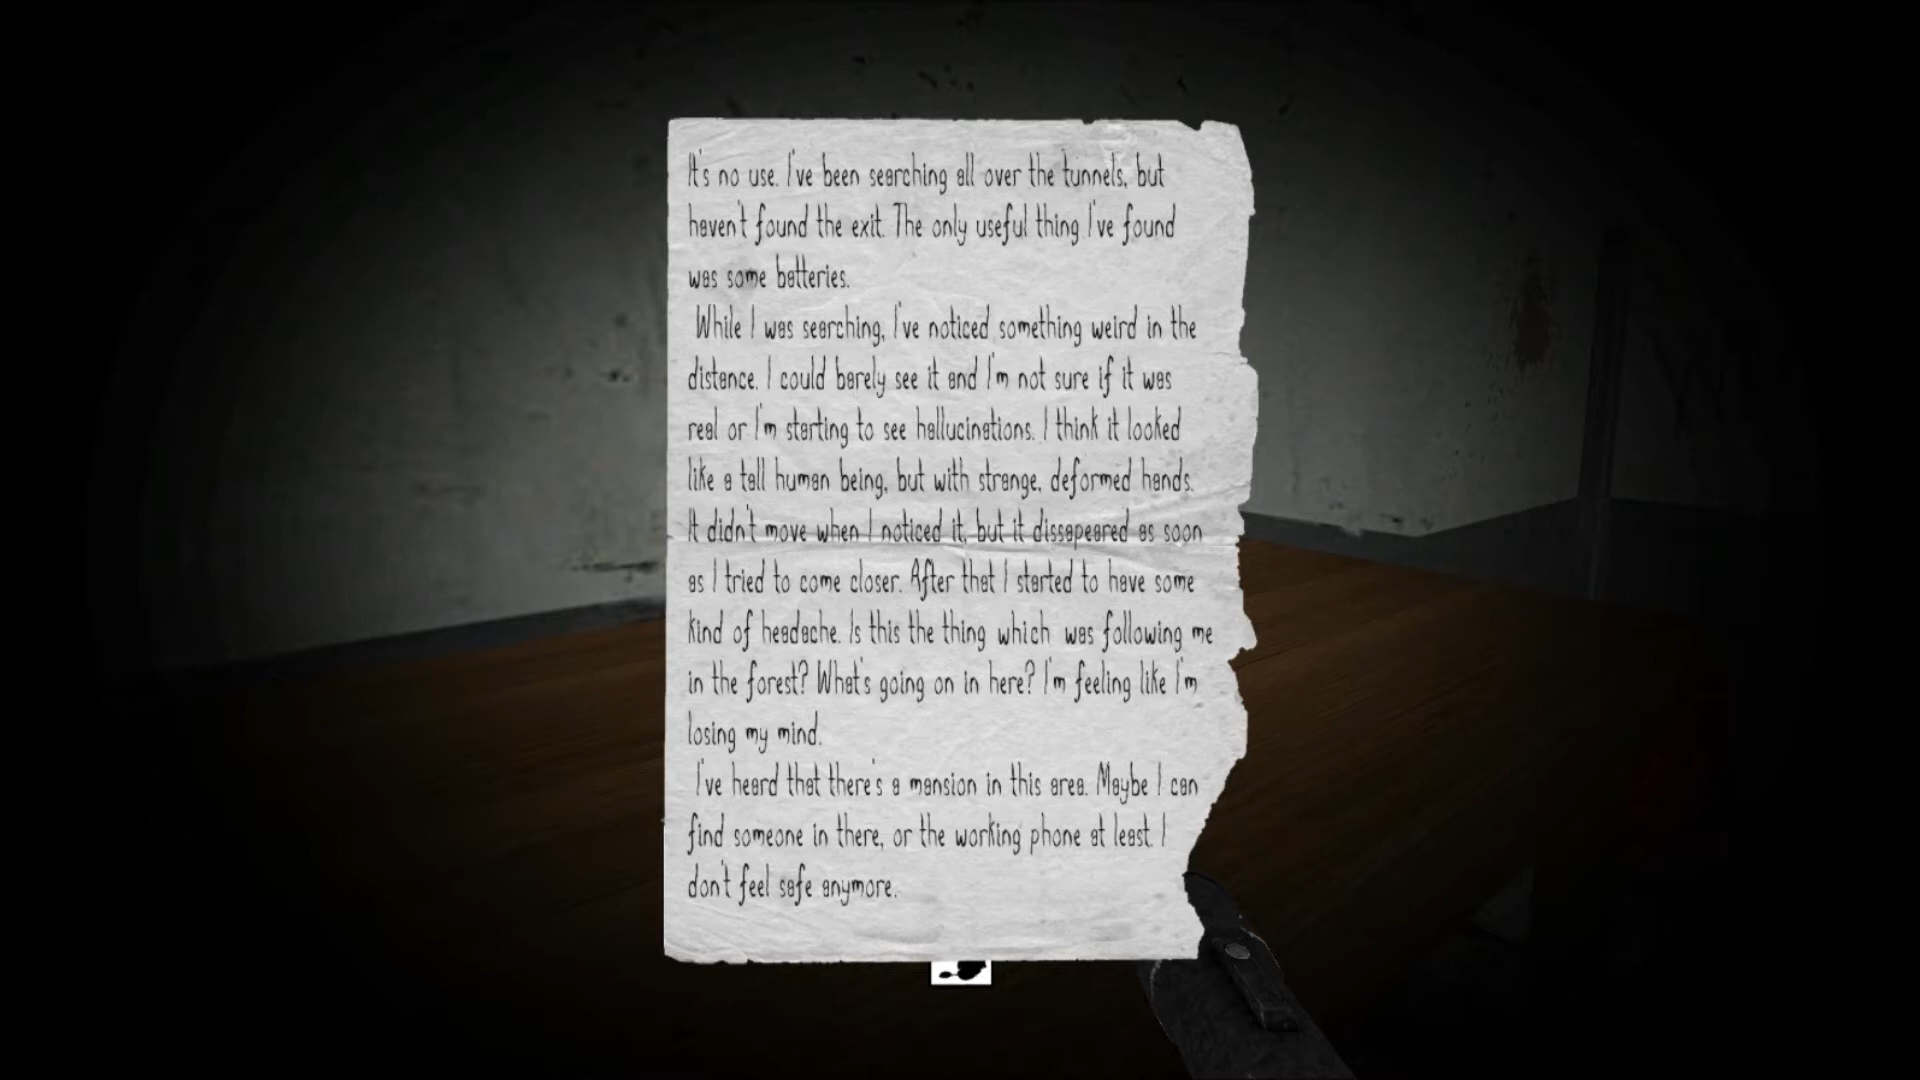 It's no use. I've been searching all over the tunnels, but
haven't found the exit. The only useful thing I've found
was some batteries.
While I was searching, I've noticed something weird in the
distance. I could barely see it and I'm not sure if it was
real or I'm starting to see hallucinations. I think it looked
like a tall human being, but with strange, deformed hands.
It didn't move when I noticed it, but it dissapeared as soon
as I tried to come closer. After that I started to have some
kind of headache. Is this the thing which was following me
in the forest? What's going on in here? I'm feeling like I'm
losing my mind.
I've heard that there's a mansion in this area. Maybe I can
find someone in there, or the working phone at least. I
don't feel safe anymore.